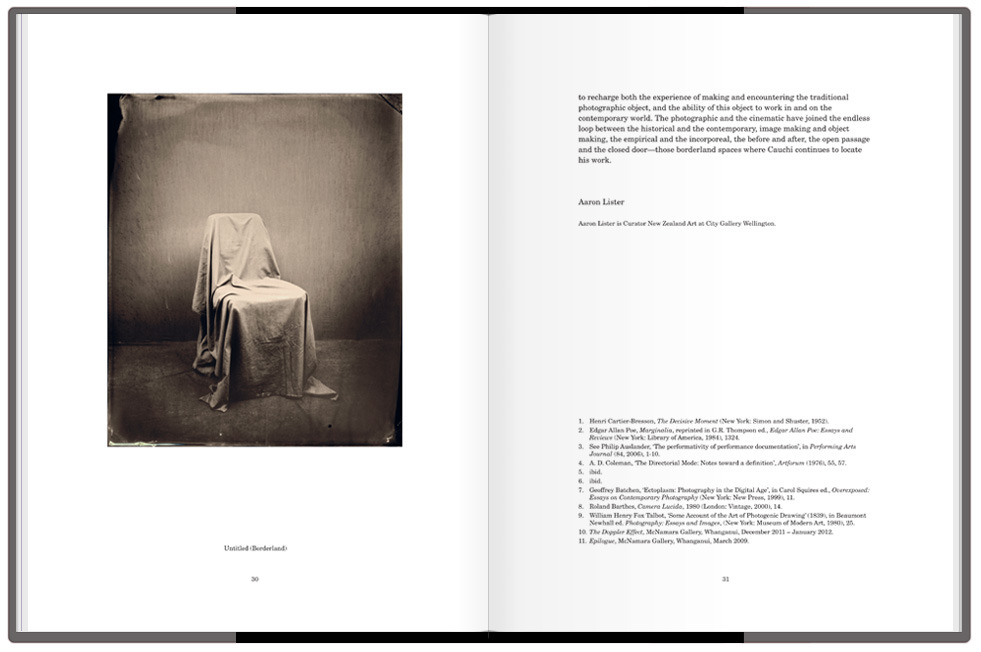 Untitled (Borderland)
30
to recharge both the experience of making and encountering the traditional
photographic object, and the ability of this object to work in and on the
contemporary world. The photographic and the cinematic have joined the endless
loop between the historical and the contemporary, image making and object
making, the empirical and the incorporeal, the before and after, the open passage
and the closed door—those borderland spaces where Cauchi continues to locate
his work.
Aaron Lister
Aaron Lister is Curator New Zealand Art at City Gallery Wellington.
1. Henri Cartier-Bresson, The Decisive Moment (New York: Simon and Shuster, 1952).
2. Edgar Allan Poe, Marginalia, reprinted in G.R. Thompson ed., Edgar Allan Poe: Essays and
Reviews (New York: Library of America, 1984), 1324.
3. See Philip Auslander, ‘The performativity of performance documentation’, in Performing Arts
Journal (84, 2006), 1-10.
4. A. D. Coleman, ‘The Directorial Mode: Notes toward a definition’, Artforum (1976), 55, 57.
5. ibid.
6. ibid.
7. Geoffrey Batchen, ‘Ectoplasm: Photography in the Digital Age’, in Carol Squires ed., Overexposed:
Essays on Contemporary Photography (New York: New Press, 1999), 11.
8. Roland Barthes, Camera Lucida, 1980 (London: Vintage, 2000), 14.
9. William Henry Fox Talbot, ‘Some Account of the Art of Photogenic Drawing’ (1839), in Beaumont
Newhall ed. Photography: Essays and Images, (New York: Museum of Modern Art, 1980), 25.
10. The Doppler Effect, McNamara Gallery, Whanganui, December 2011 – January 2012.
11. Epilogue, McNamara Gallery, Whanganui, March 2009.
31